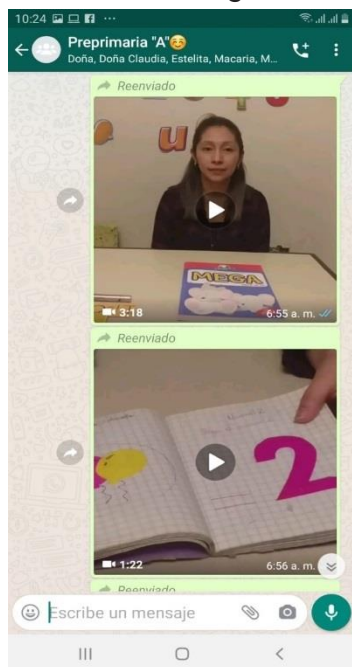 10:24 ...
Preprimaria "A"😊
Doña, Doña Claudia, Estelita, Macaria, M...
Reenviado
u
MEGA
3:18
6:55 a. m.
Reenviado
2
1:22
6:56 a. m.
Reenviado
Escribe un mensaje